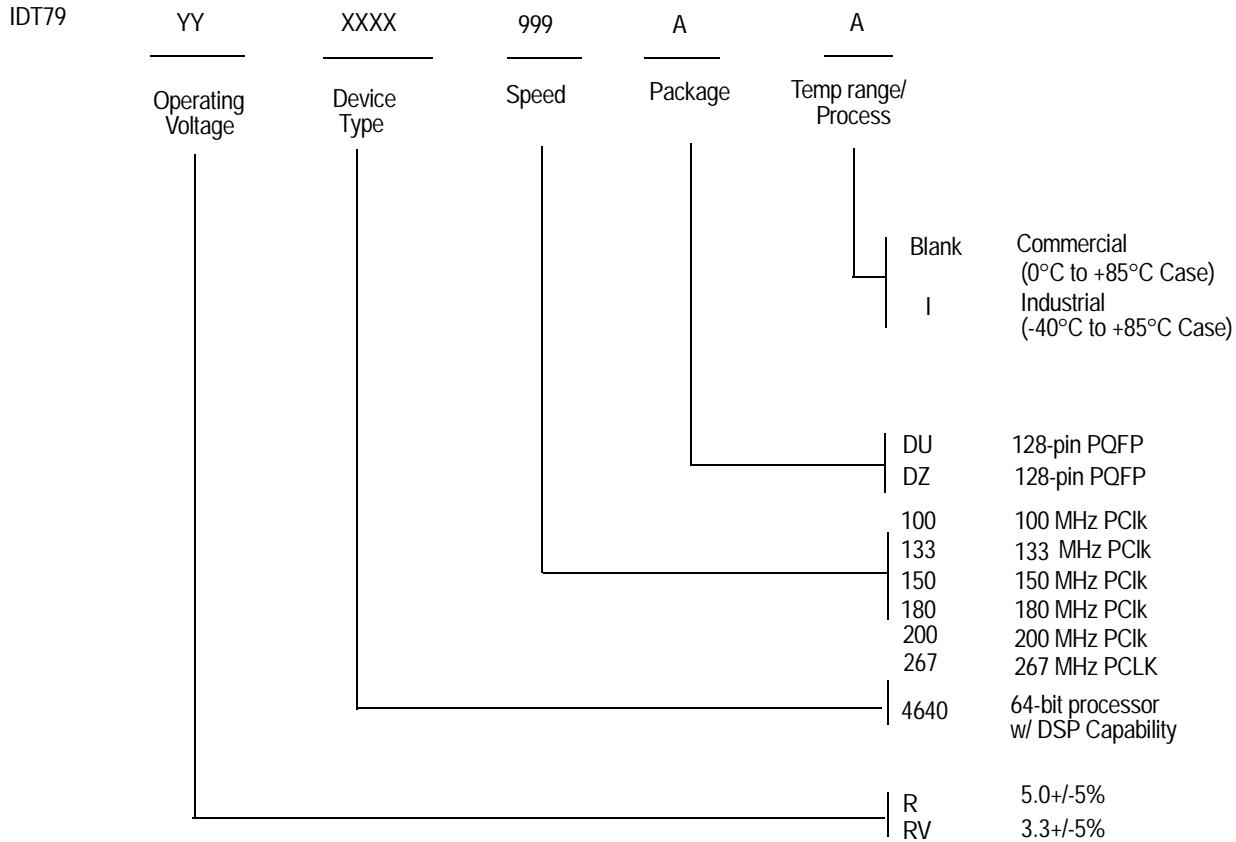 IDT79 YY XXXX 999 A A
Operating Voltage
Device Type
Speed
Package
Temp range/ Process
Blank Commercial
(0°C to +85°C Case)
I Industrial
(-40°C to +85°C Case)
DU 128-pin PQFP
DZ 128-pin PQFP
100 100 MHz PClk
133 133 MHz PClk
150 150 MHz PClk
180 180 MHz PClk
200 200 MHz PClk
267 267 MHz PCLK
4640 64-bit processor
w/ DSP Capability
R 5.0+/-5%
RV 3.3+/-5%